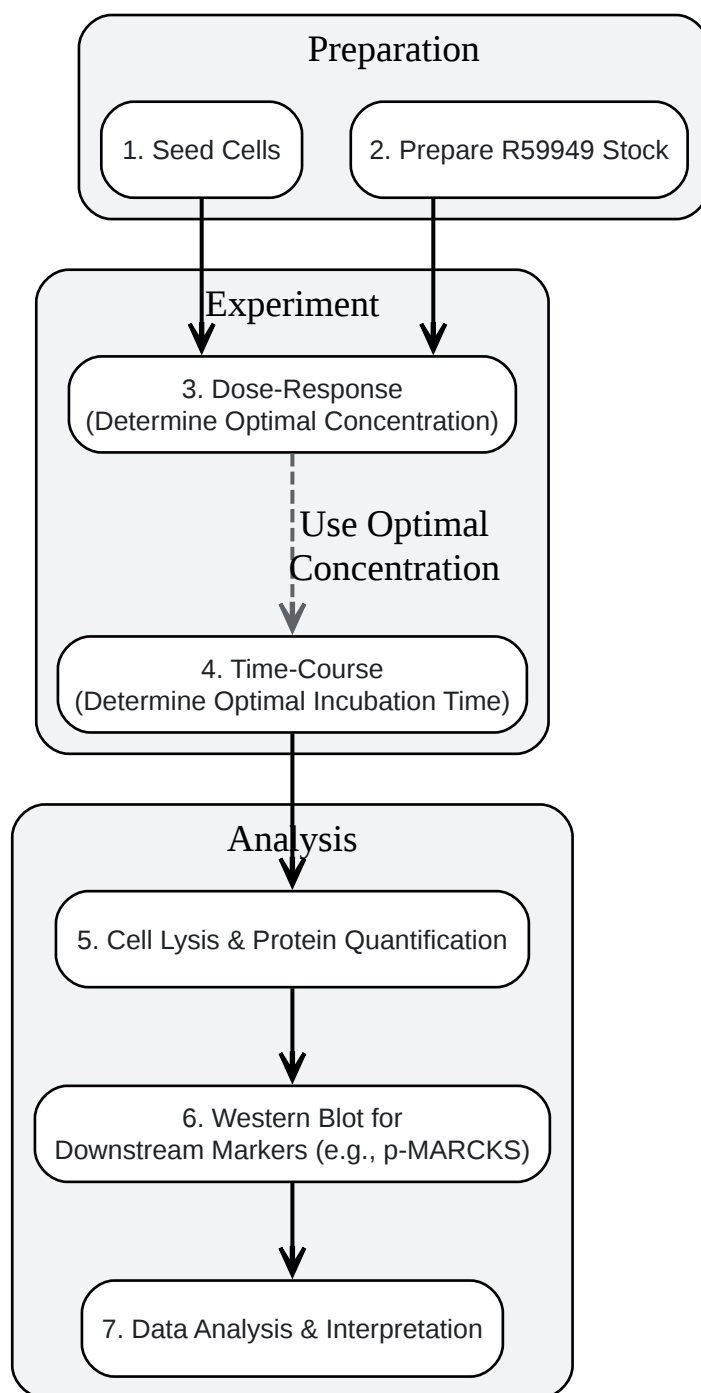 Preparation
1. Seed Cells
2. Prepare R59949 Stock
Experiment
3. Dose-Response
(Determine Optimal Concentration)
Use Optimal
Concentration
4. Time-Course
(Determine Optimal Incubation Time)
Analysis
5. Cell Lysis & Protein Quantification
6. Western Blot for
Downstream Markers (e.g., p-MARCKS)
7. Data Analysis & Interpretation